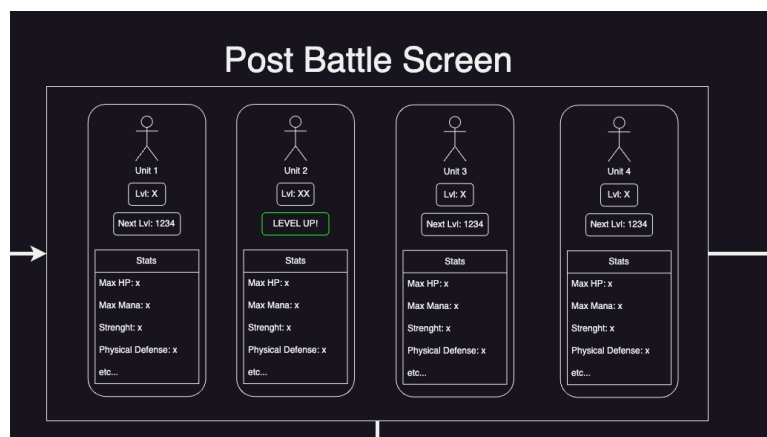 Post Battle Screen
Unit 1
Lvl: X
Next Lvl: 1234
Stats
Max HP: x
Max Mana: x
Strenght: x
Physical Defense: x
etc...
Unit 2
Lvl: XX
LEVEL UP!
Stats
Max HP: x
Max Mana: x
Strenght: x
Physical Defense: x
etc...
Unit 3
Lvl: X
Next Lvl: 1234
Stats
Max HP: x
Max Mana: x
Strenght: x
Physical Defense: x
etc...
Unit 4
Lvl: X
Next Lvl: 1234
Stats
Max HP: x
Max Mana: x
Strenght: x
Physical Defense: x
etc...